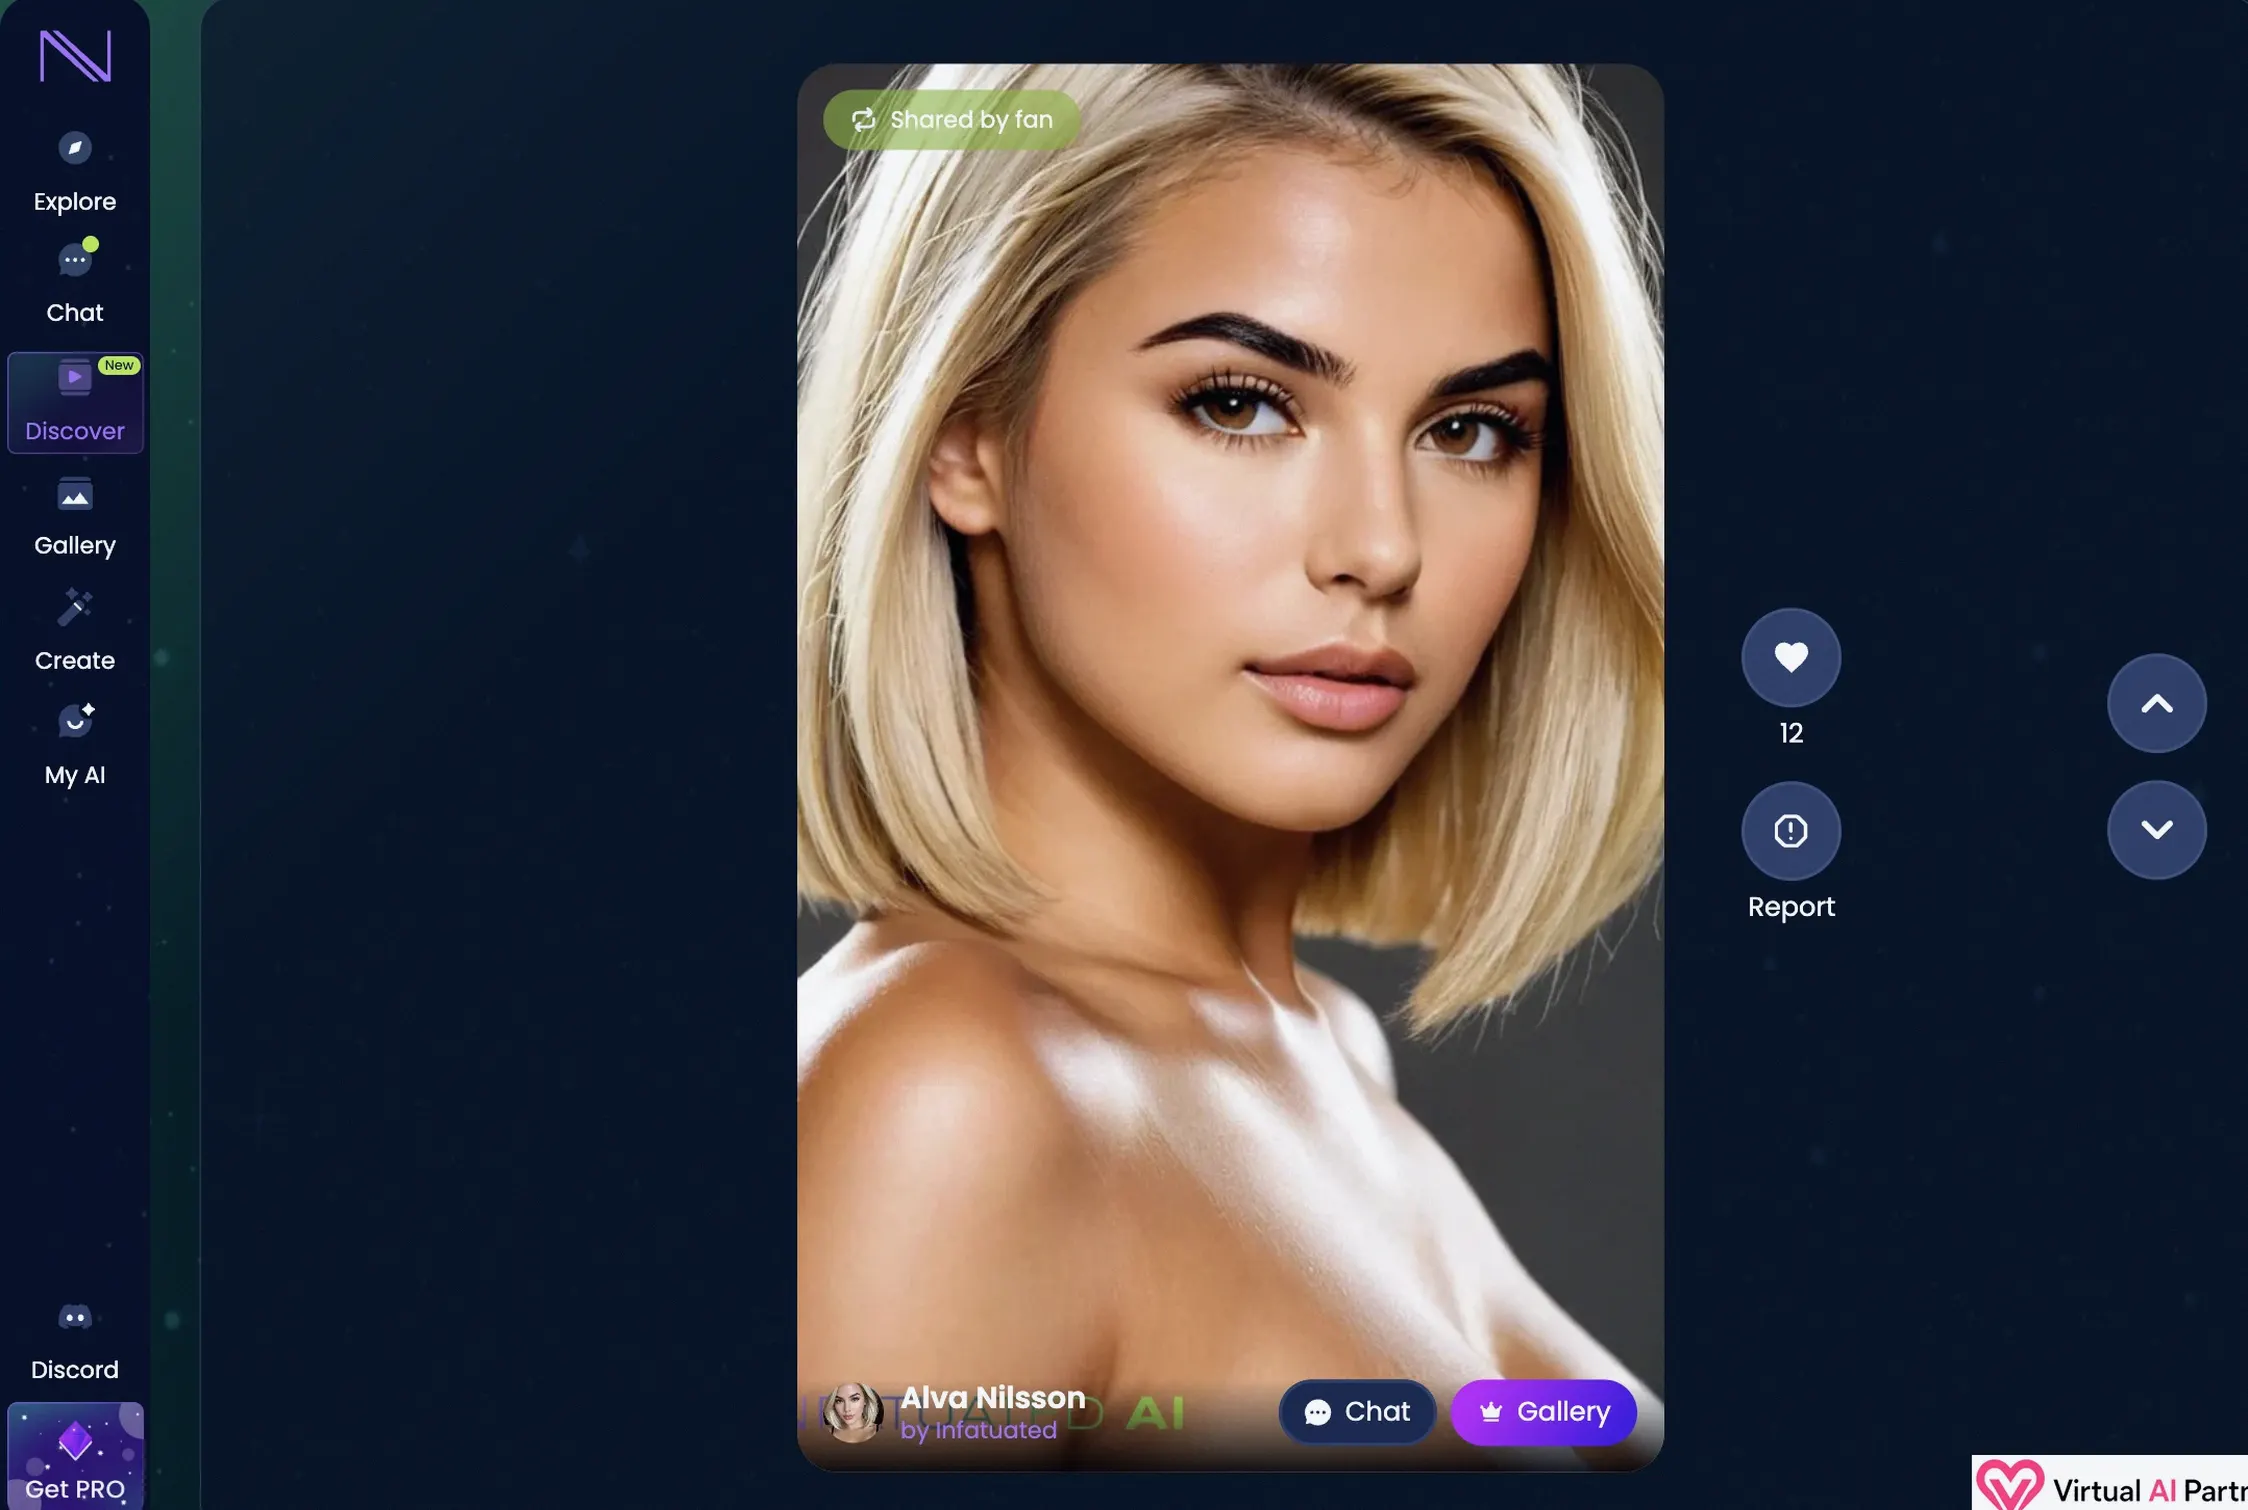 Explore
Chat
New
Discover
Gallery
Create
My AI
Discord
Get PRO
Shared by fan
12
Report
Alva Nilsson
by Infatuated
AI
Chat
Gallery
Virtual AI Partr